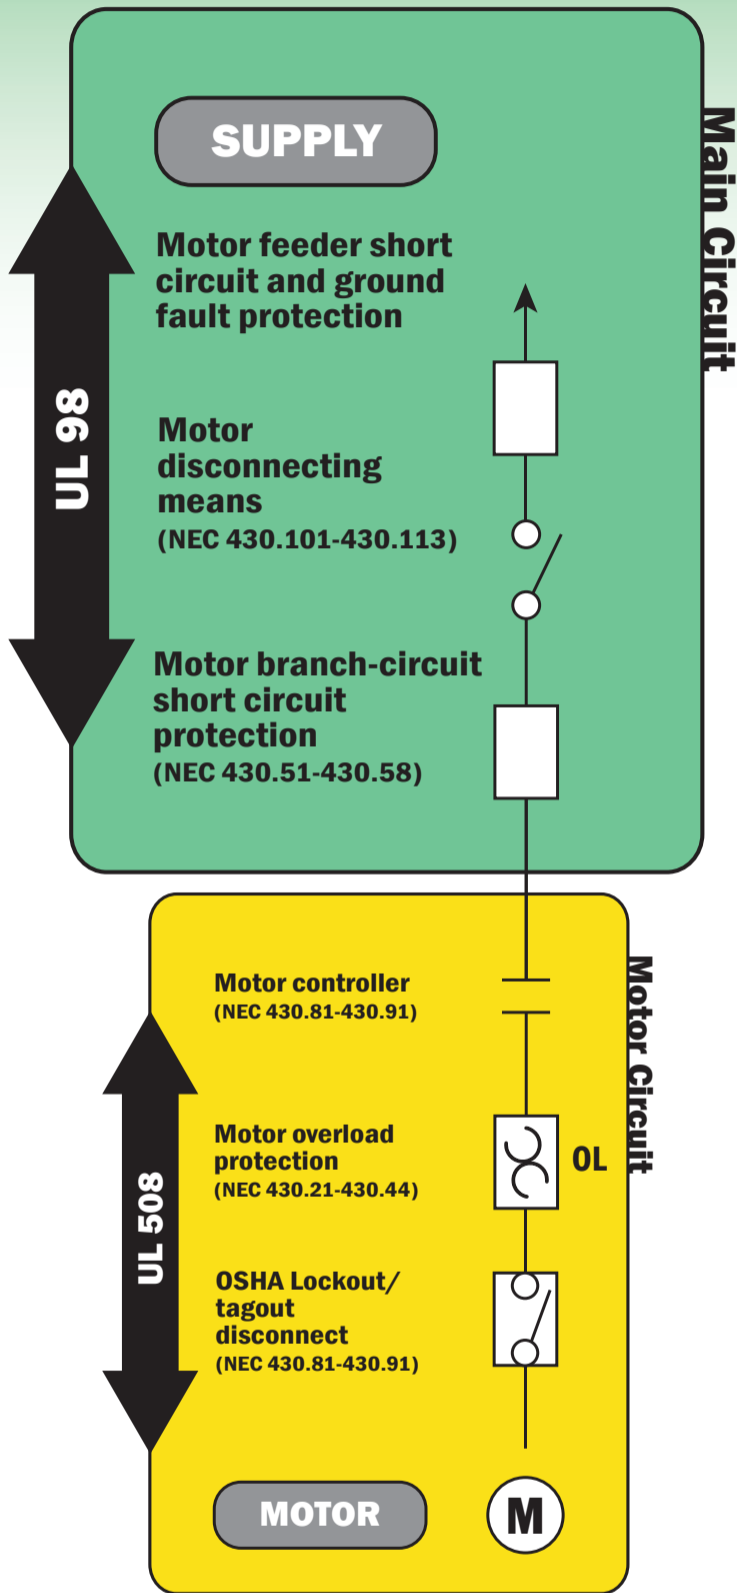 SUPPLY
Main Circuit
Motor feeder short
circuit and ground
fault protection
UL 98
Motor
disconnecting
means
(NEC 430.101-430.113)
Motor branch-circuit
short circuit
protection
(NEC 430.51-430.58)
Motor controller
(NEC 430.81-430.91)
Motor Circuit
Motor overload
protection
(NEC 430.21-430.44)
OL
UL 508
OSHA Lockout/
tagout
disconnect
(NEC 430.81-430.91)
MOTOR
M